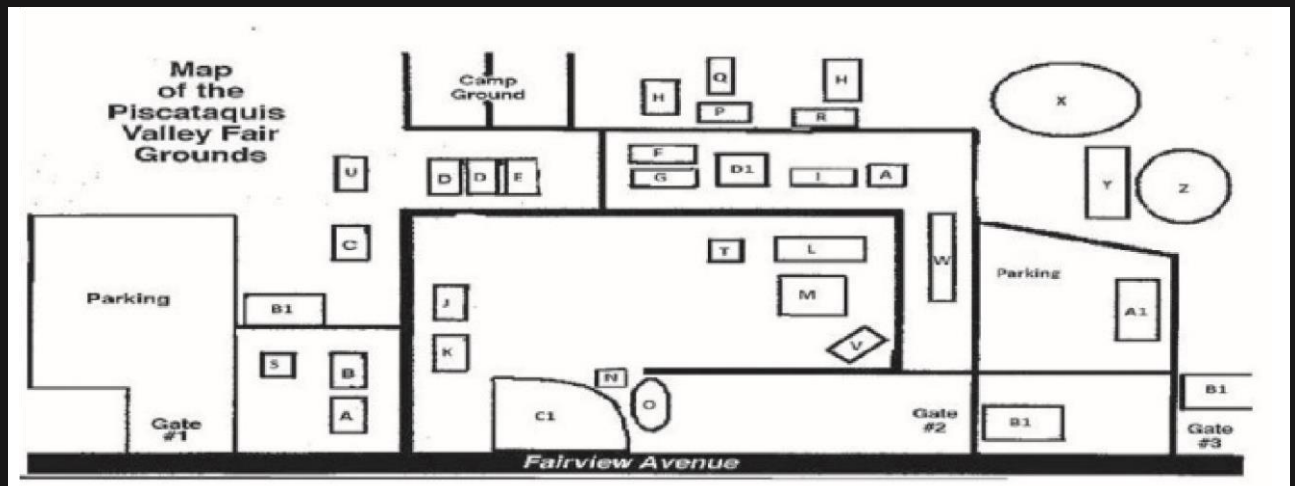 Map
of the
Piscataquis
Valley Fair
Grounds
Camp
Ground
H
Q
P
H
R
X
U
D
D
E
F
G
D1
I
A
Y
Z
C
T
L
W
Parking
Parking
B1
J
M
A1
K
V
S
B
A
N
O
C1
Gate
#1
Gate
#2
B1
B1
Gate
#3
Fairview Avenue